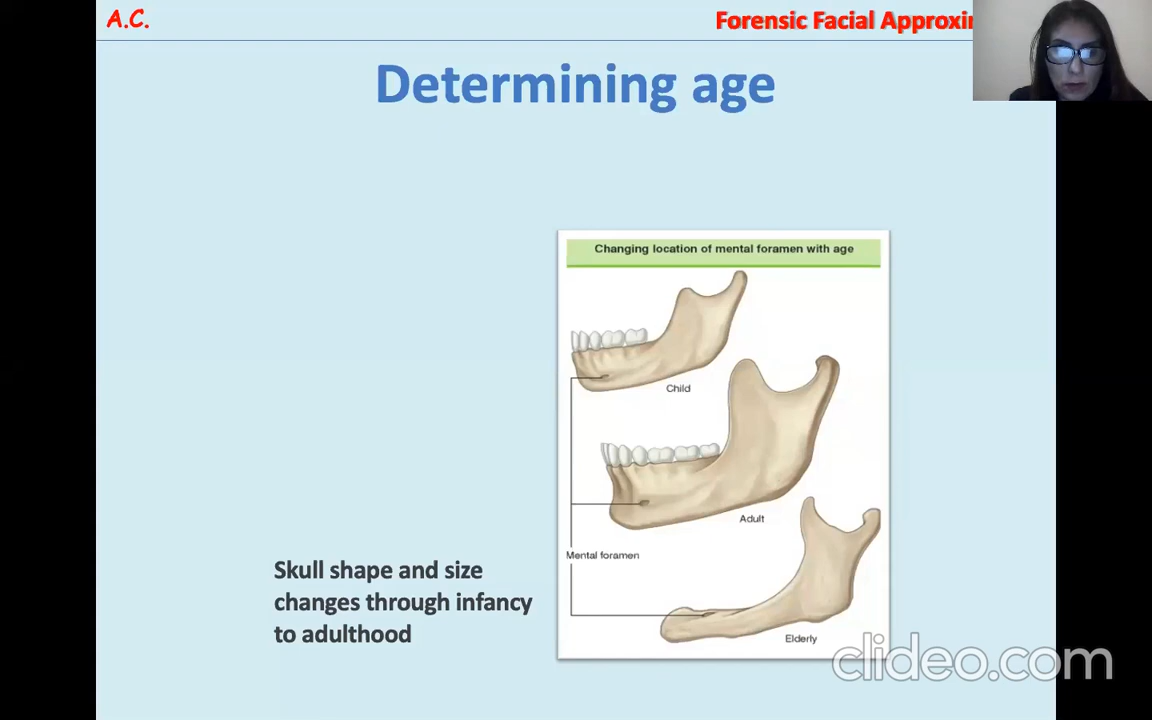 A.C.
Forensic Facial
Determining age
Changing location of mental foramen with age
Child
Adult
Mental foramen
Skull shape and size
changes through infancy
to adulthood
Elderly
clideo.com